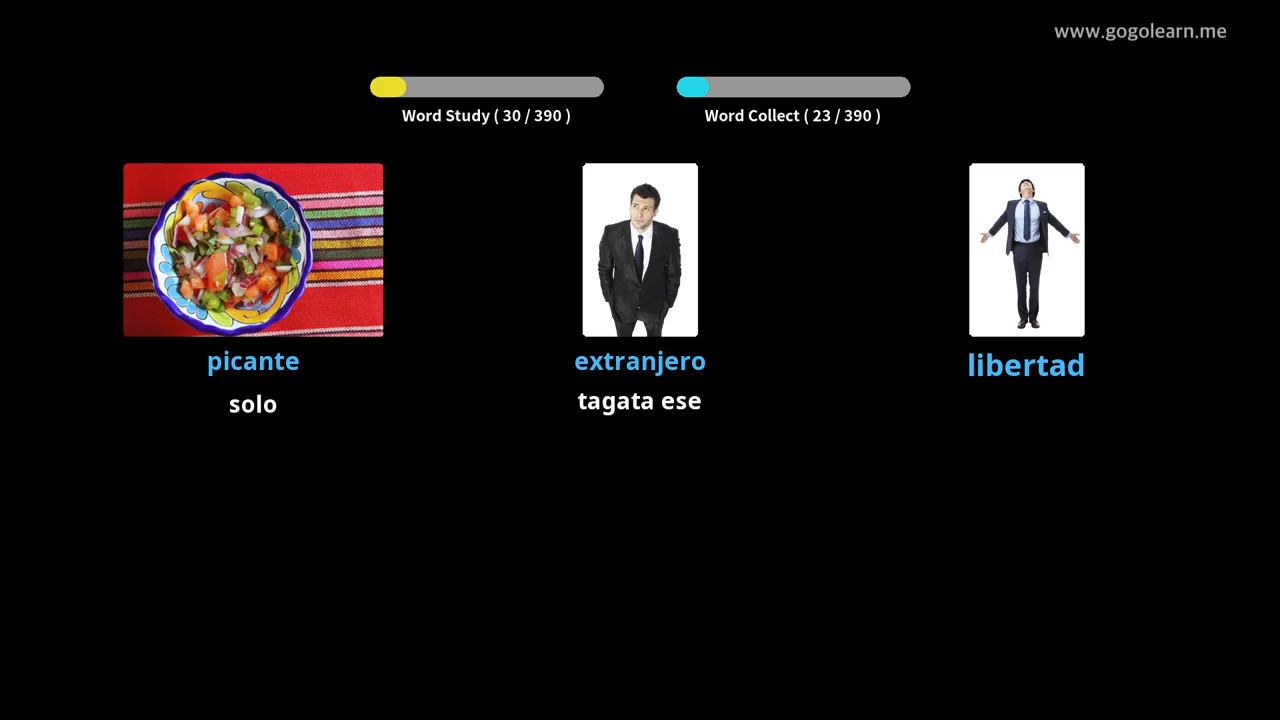 www.gogolearn.me
Word Study ( 30 / 390 )
Word Collect ( 23 / 390 )
picante
extranjero
libertad
solo
tagata ese